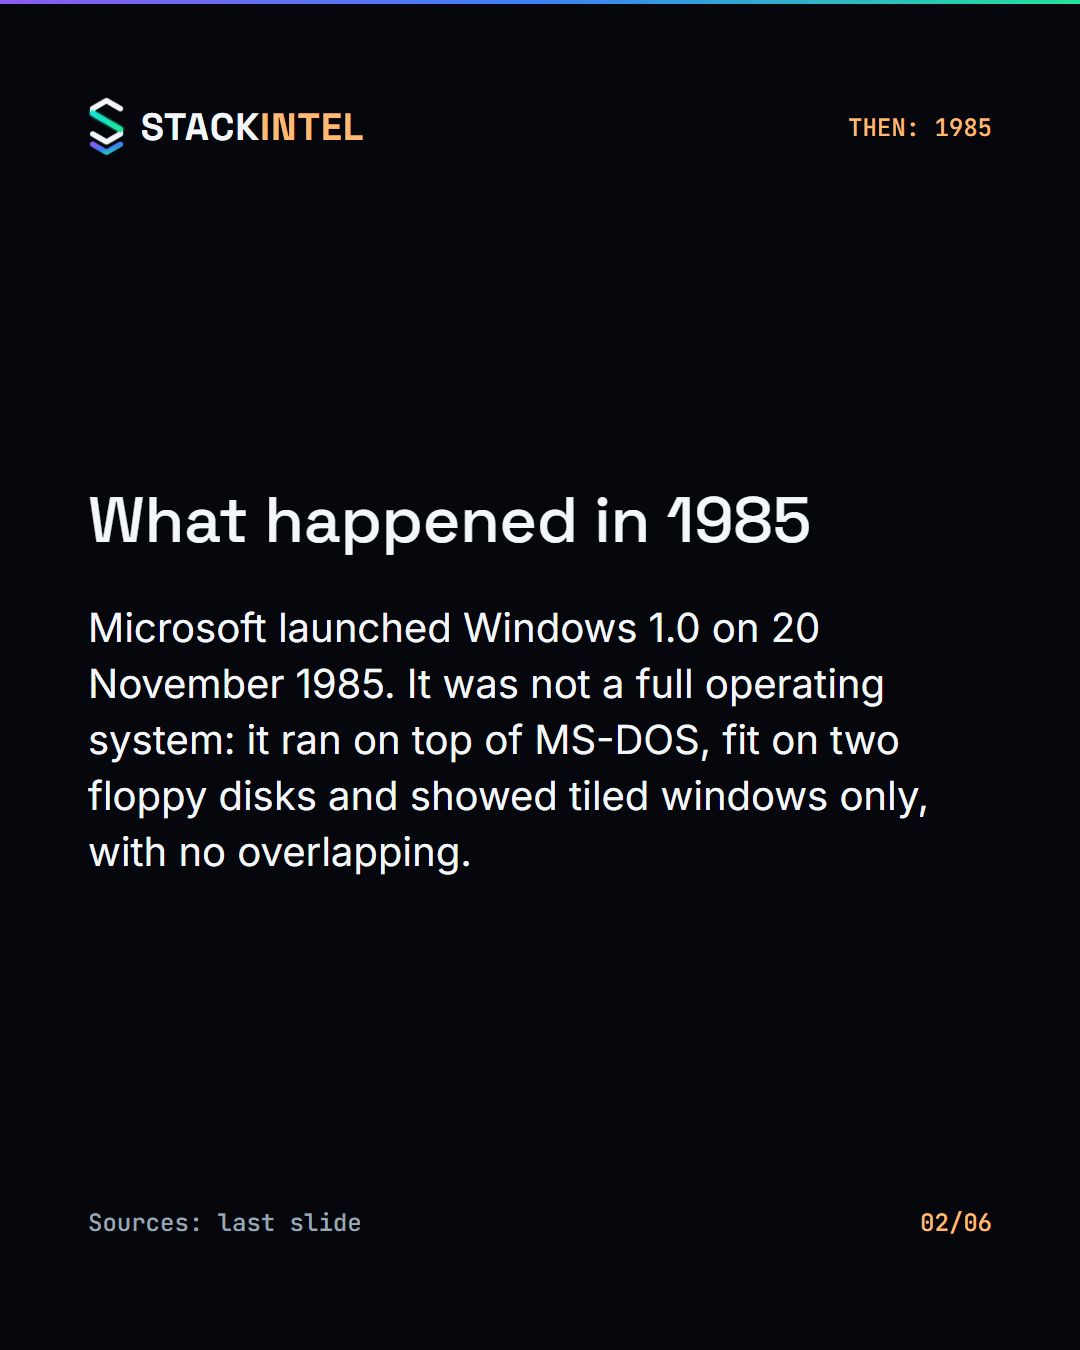 STACKINTEL
THEN: 1985
What happened in 1985
Microsoft launched Windows 1.0 on 20
November 1985. It was not a full operating
system: it ran on top of MS-DOS, fit on two
floppy disks and showed tiled windows only,
with no overlapping.
Sources: last slide
02/06